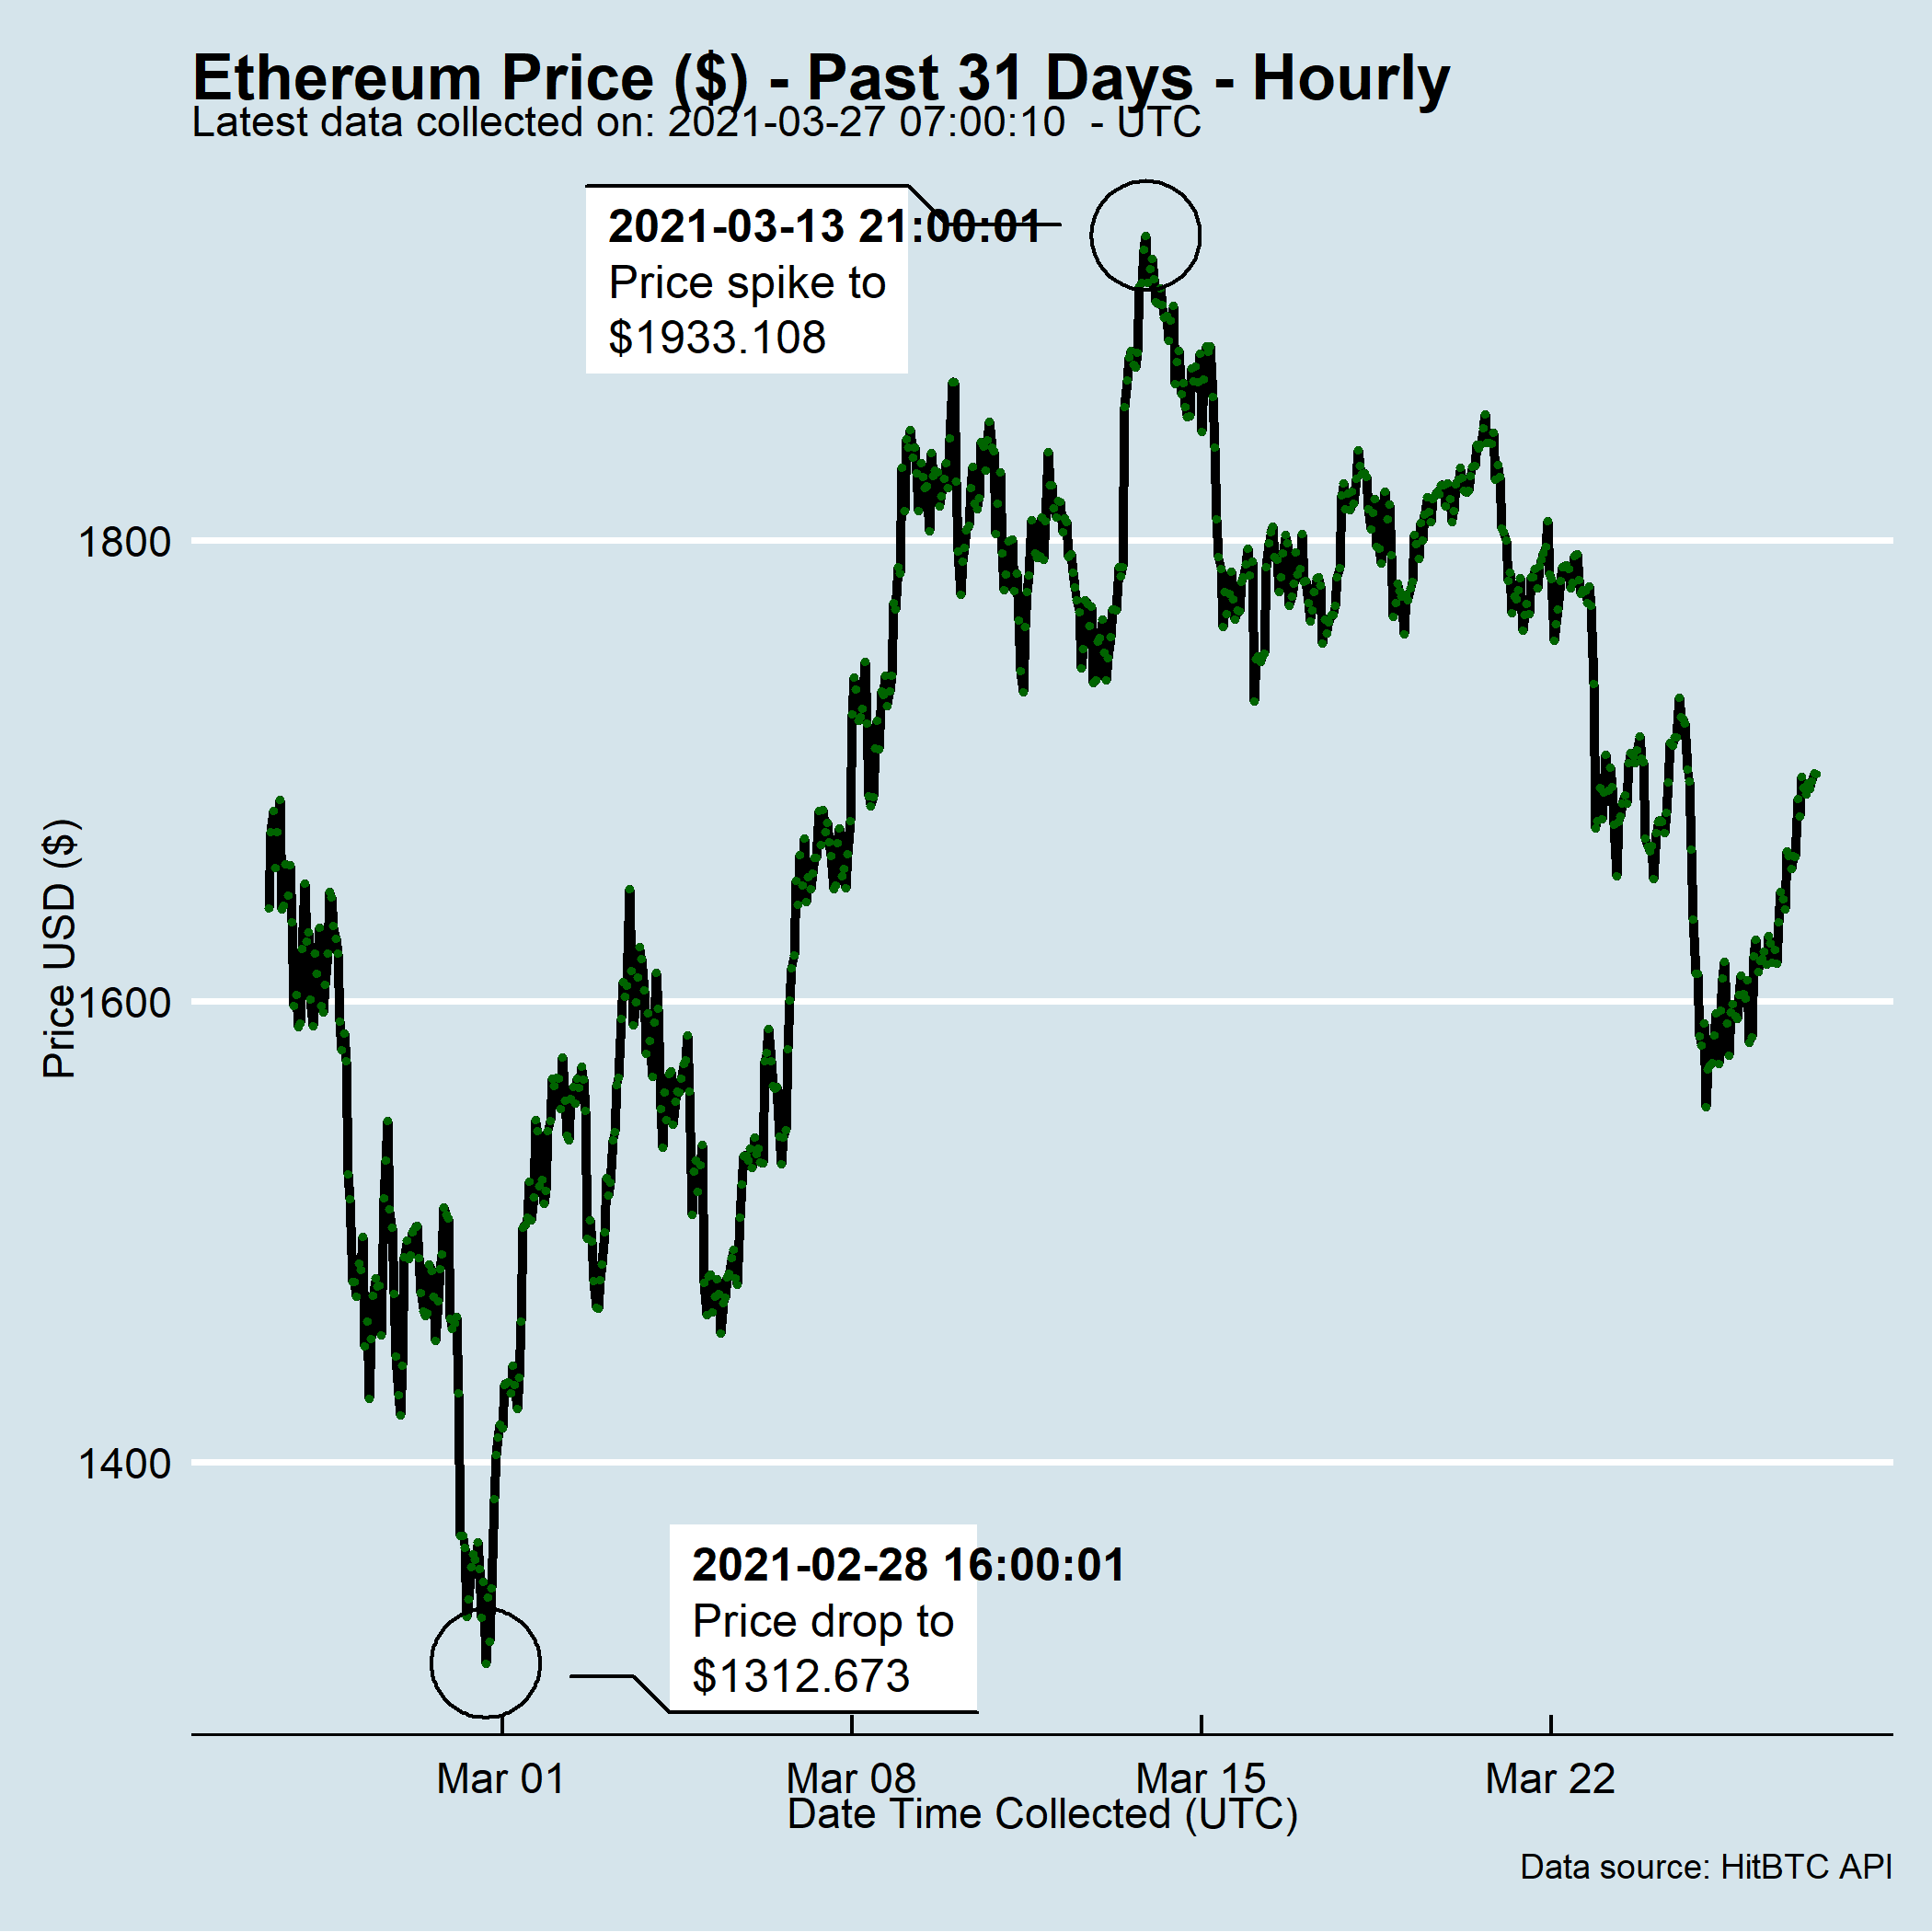 Ethereum Price ($) - Past 31 Days - Hourly
Latest data collected on: 2021-03-27 07:00:10  - UTC
2021-03-13 21:00:01
Price spike to
$1933.108
1800
1600
1400
Price USD ($)
2021-02-28 16:00:01
Price drop to
$1312.673
Mar 01
Mar 08
Mar 15
Mar 22
Date Time Collected (UTC)
Data source: HitBTC API